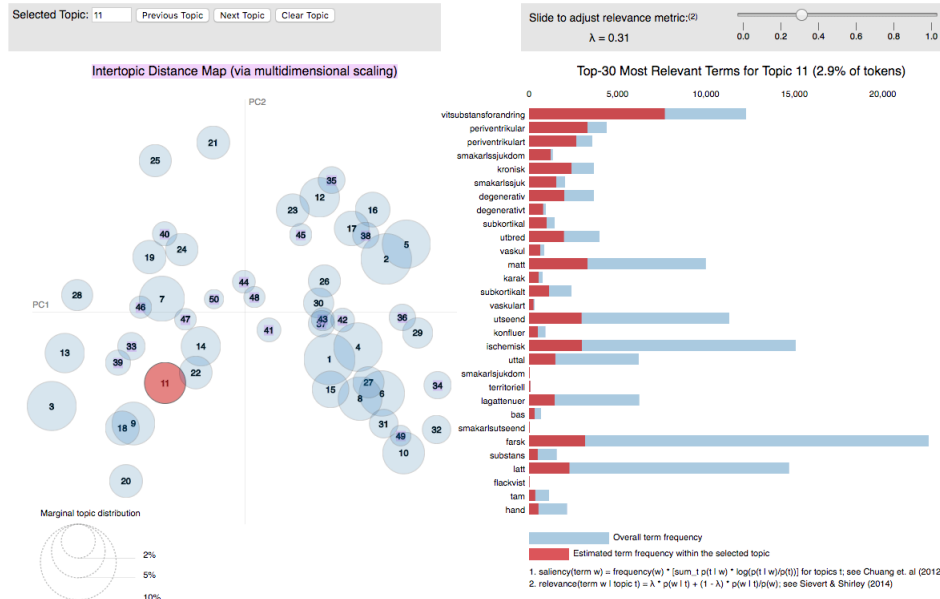 Selected Topic: 11 Previous Topic Next Topic Clear Topic
Slide to adjust relevance metric:(2)
λ = 0.31
0.0 0.2 0.4 0.6 0.8 1.0
Intertopic Distance Map (via multidimensional scaling)
PC2
PC1
21
25
35
12
23
16
17
38
45
5
2
40
24
19
26
44
28
7
50
48
30
46
47
43
37
42
36
41
29
33
14
4
13
1
39
22
11
27
34
15
8
6
3
31
9
18
49
32
10
20
Marginal topic distribution
2%
5%
10%
Top-30 Most Relevant Terms for Topic 11 (2.9% of tokens)
0 5,000 10,000 15,000 20,000
vitsubstansforandring
periventrikular
periventrikulart
smakarlssjukdom
kronisk
smakarlssjuk
degenerativ
degenerativt
subkortikal
utbred
vaskul
matt
karak
subkortikalt
vaskulart
utseend
konfluer
ischemisk
uttal
smakarlsjukdom
territoriell
lagattenuer
bas
smakarlsutseend
farsk
substans
latt
flackvist
tam
hand
Overall term frequency
Estimated term frequency within the selected topic
1. saliency(term w) = frequency(w) * [sum_t p(t | w) * log(p(t | w)/p(t))] for topics t; see Chuang et. al (2012
2. relevance(term w | topic t) = λ * p(w | t) + (1 - λ) * p(w | t)/p(w); see Sievert & Shirley (2014)